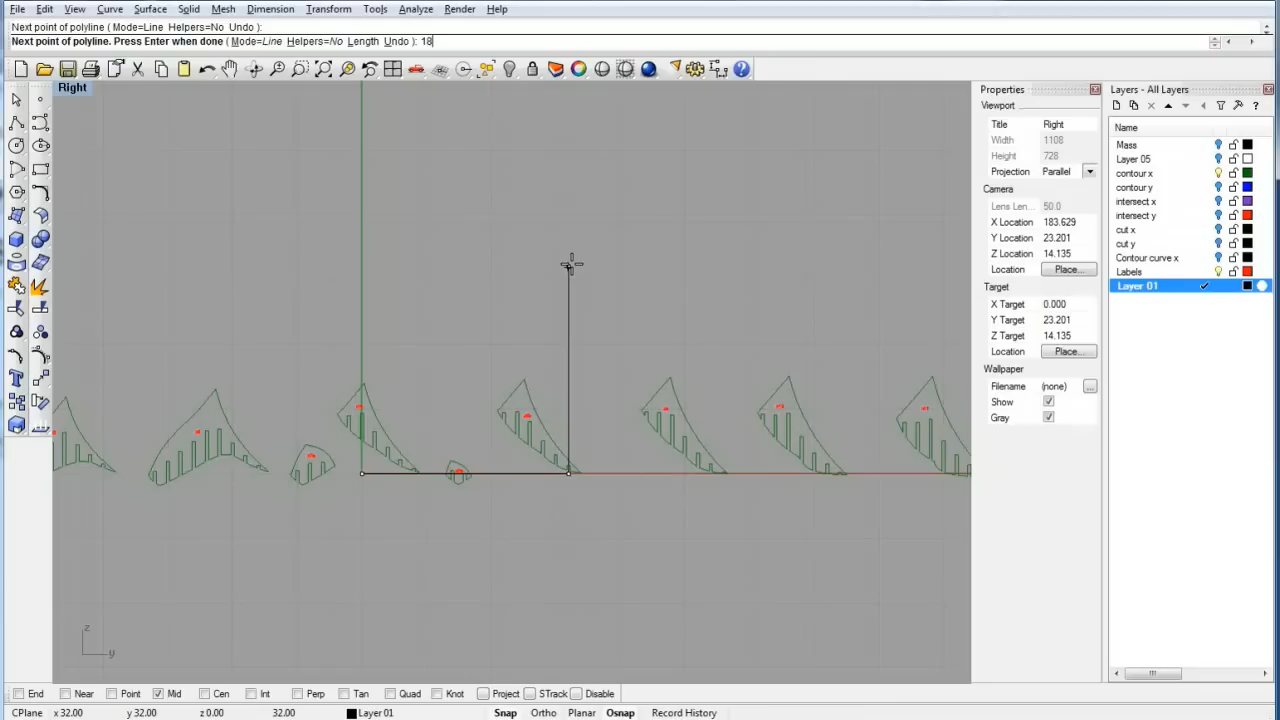 File Edit View Curve Surface Solid Mesh Dimension Transform Tools Analyze Render Help
Next point of polyline ( Mode=Line Helpers=No Undo ):
Next point of polyline. Press Enter when done ( Mode=Line Helpers=No Length Undo ): 18
Right
Properties
Viewport
Title Right
Width 1108
Height 728
Projection Parallel
Camera
Lens Len... 50.0
X Location 183.629
Y Location 23.201
Z Location 14.135
Location Place...
Target
X Target 0.000
Y Target 23.201
Z Target 14.135
Location Place...
Wallpaper
Filename (none) ...
Show
Gray
Layers - All Layers
Name
Mass
Layer 05
contour x
contour y
intersect x
intersect y
cut x
cut y
Contour curve x
Labels
Layer 01
z
y
End Near Point Mid Cen Int Perp Tan Quad Knot Project STrack Disable
CPlane x 32.00 y 32.00 z 0.00 32.00 Layer 01 Snap Ortho Planar Osnap Record History